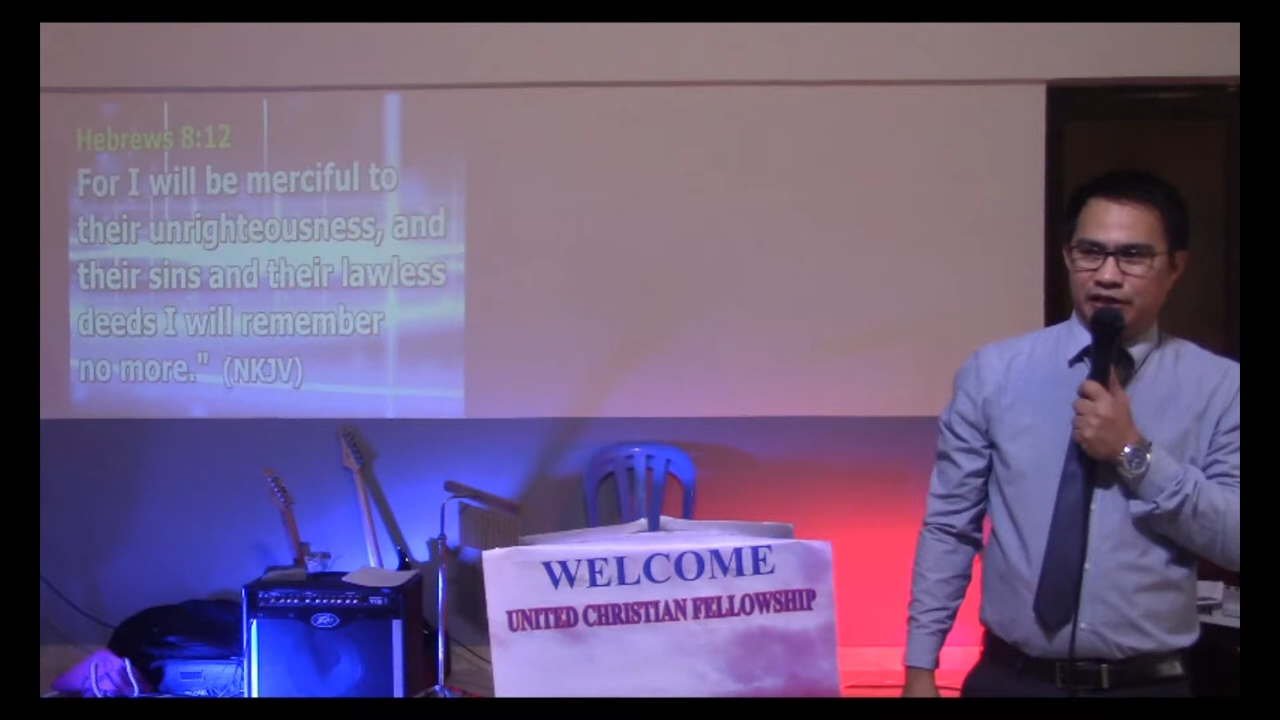 Hebrews 8:12
For I will be merciful to
their unrighteousness, and
their sins and their lawless
deeds I will remember
no more." (NKJV)
WELCOME
UNITED CHRISTIAN FELLOWSHIP